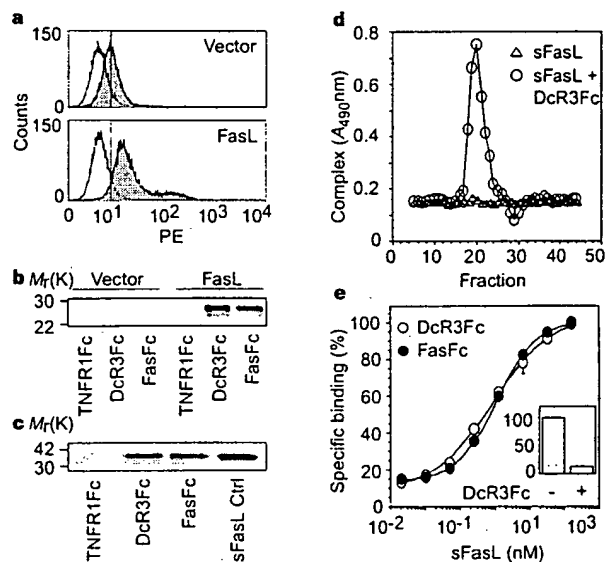 a
150
Vector
0
150
FasL
0
Counts
0 10¹ 10² 10³ 10⁴
PE
b Mr(K) Vector FasL
30
22
TNFR1Fc
DcR3Fc
FasFc
TNFR1Fc
DcR3Fc
FasFc
c Mr(K)
42
30
TNFR1Fc
DcR3Fc
FasFc
sFasL Ctrl
d
△ sFasL
○ sFasL +
DcR3Fc
Complex (A490nm)
0.8
0.6
0.4
0.2
0
0 10 20 30 40 50
Fraction
e
○ DcR3Fc
● FasFc
Specific binding (%)
100
80
60
40
20
0
100
50
0
DcR3Fc - +
10⁻² 10⁻¹ 10⁰ 10¹ 10²
sFasL (nM)